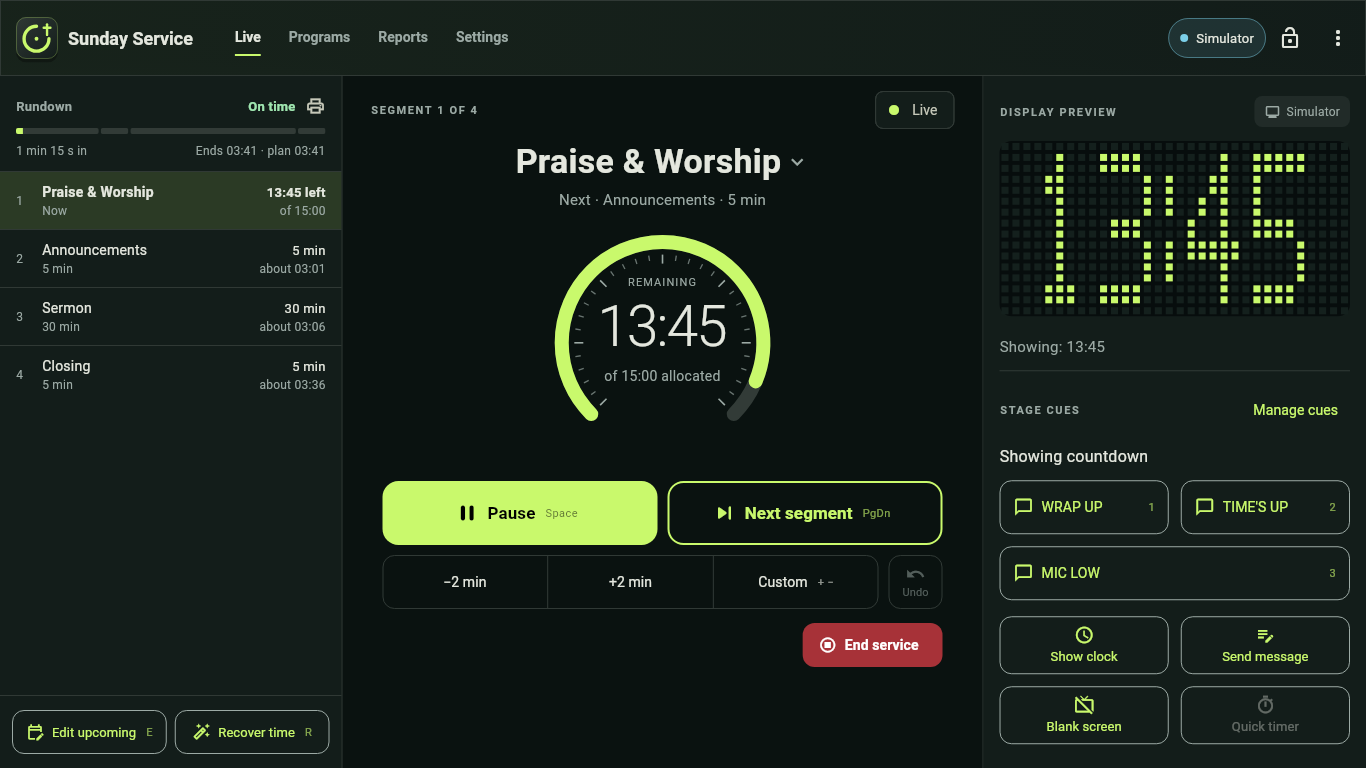 Sunday Service
Live
Programs
Reports
Settings
Simulator
Rundown
On time
1 min 15 s in
Ends 03:41 · plan 03:41
1
Praise & Worship
13:45 left
Now
of 15:00
2
Announcements
5 min
5 min
about 03:01
3
Sermon
30 min
30 min
about 03:06
4
Closing
5 min
5 min
about 03:36
Edit upcoming E
Recover time R
SEGMENT 1 OF 4
Live
Praise & Worship
Next · Announcements · 5 min
REMAINING
13:45
of 15:00 allocated
Pause Space
Next segment PgDn
−2 min
+2 min
Custom + −
Undo
End service
DISPLAY PREVIEW
Simulator
13:45
Showing: 13:45
STAGE CUES
Manage cues
Showing countdown
WRAP UP 1
TIME'S UP 2
MIC LOW 3
Show clock
Send message
Blank screen
Quick timer